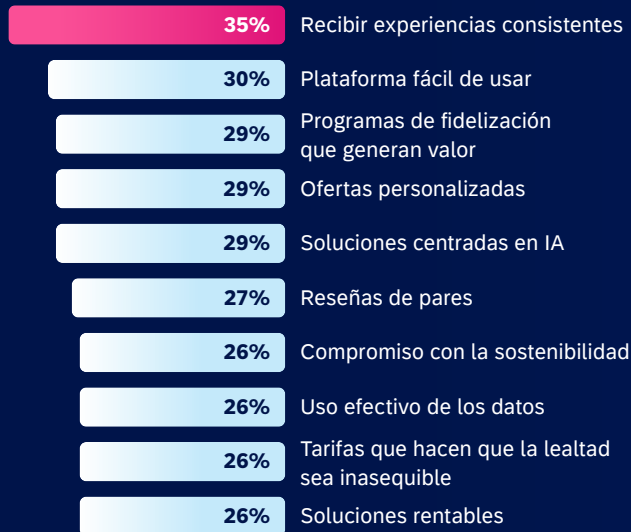 35% Recibir experiencias consistentes
30% Plataforma fácil de usar
29% Programas de fidelización
que generan valor
29% Ofertas personalizadas
29% Soluciones centradas en IA
27% Reseñas de pares
26% Compromiso con la sostenibilidad
26% Uso efectivo de los datos
26% Tarifas que hacen que la lealtad
sea inasequible
26% Soluciones rentables